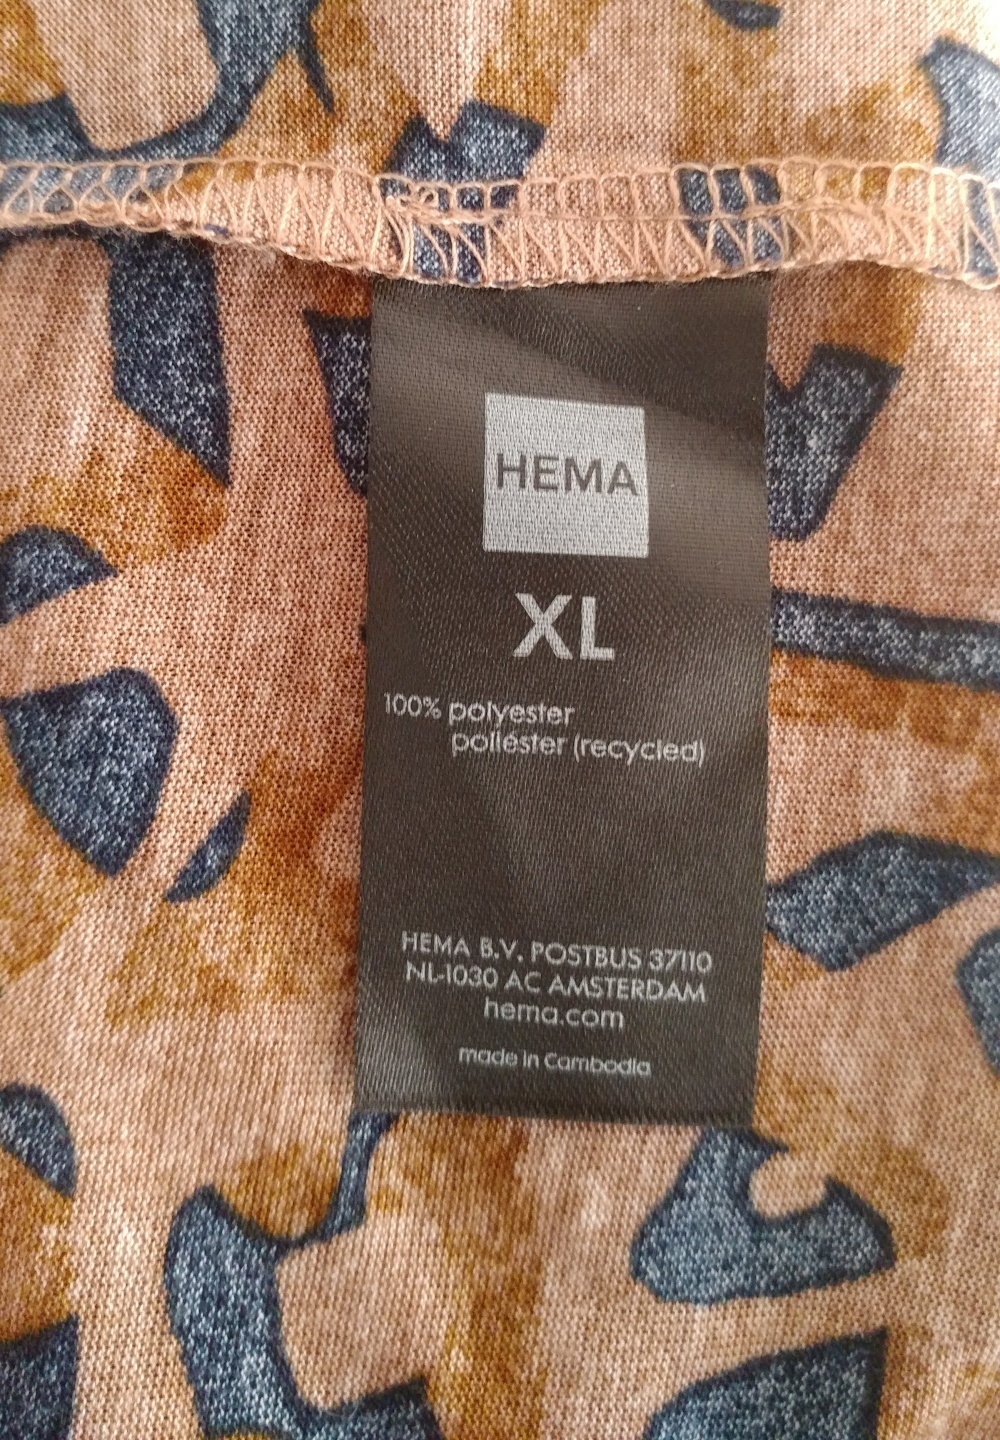 HEMA
XL
100% polyester
poliéster (recycled)
HEMA B.V. POSTBUS 37110
NL-1030 AC AMSTERDAM
hema.com
made in Cambodia